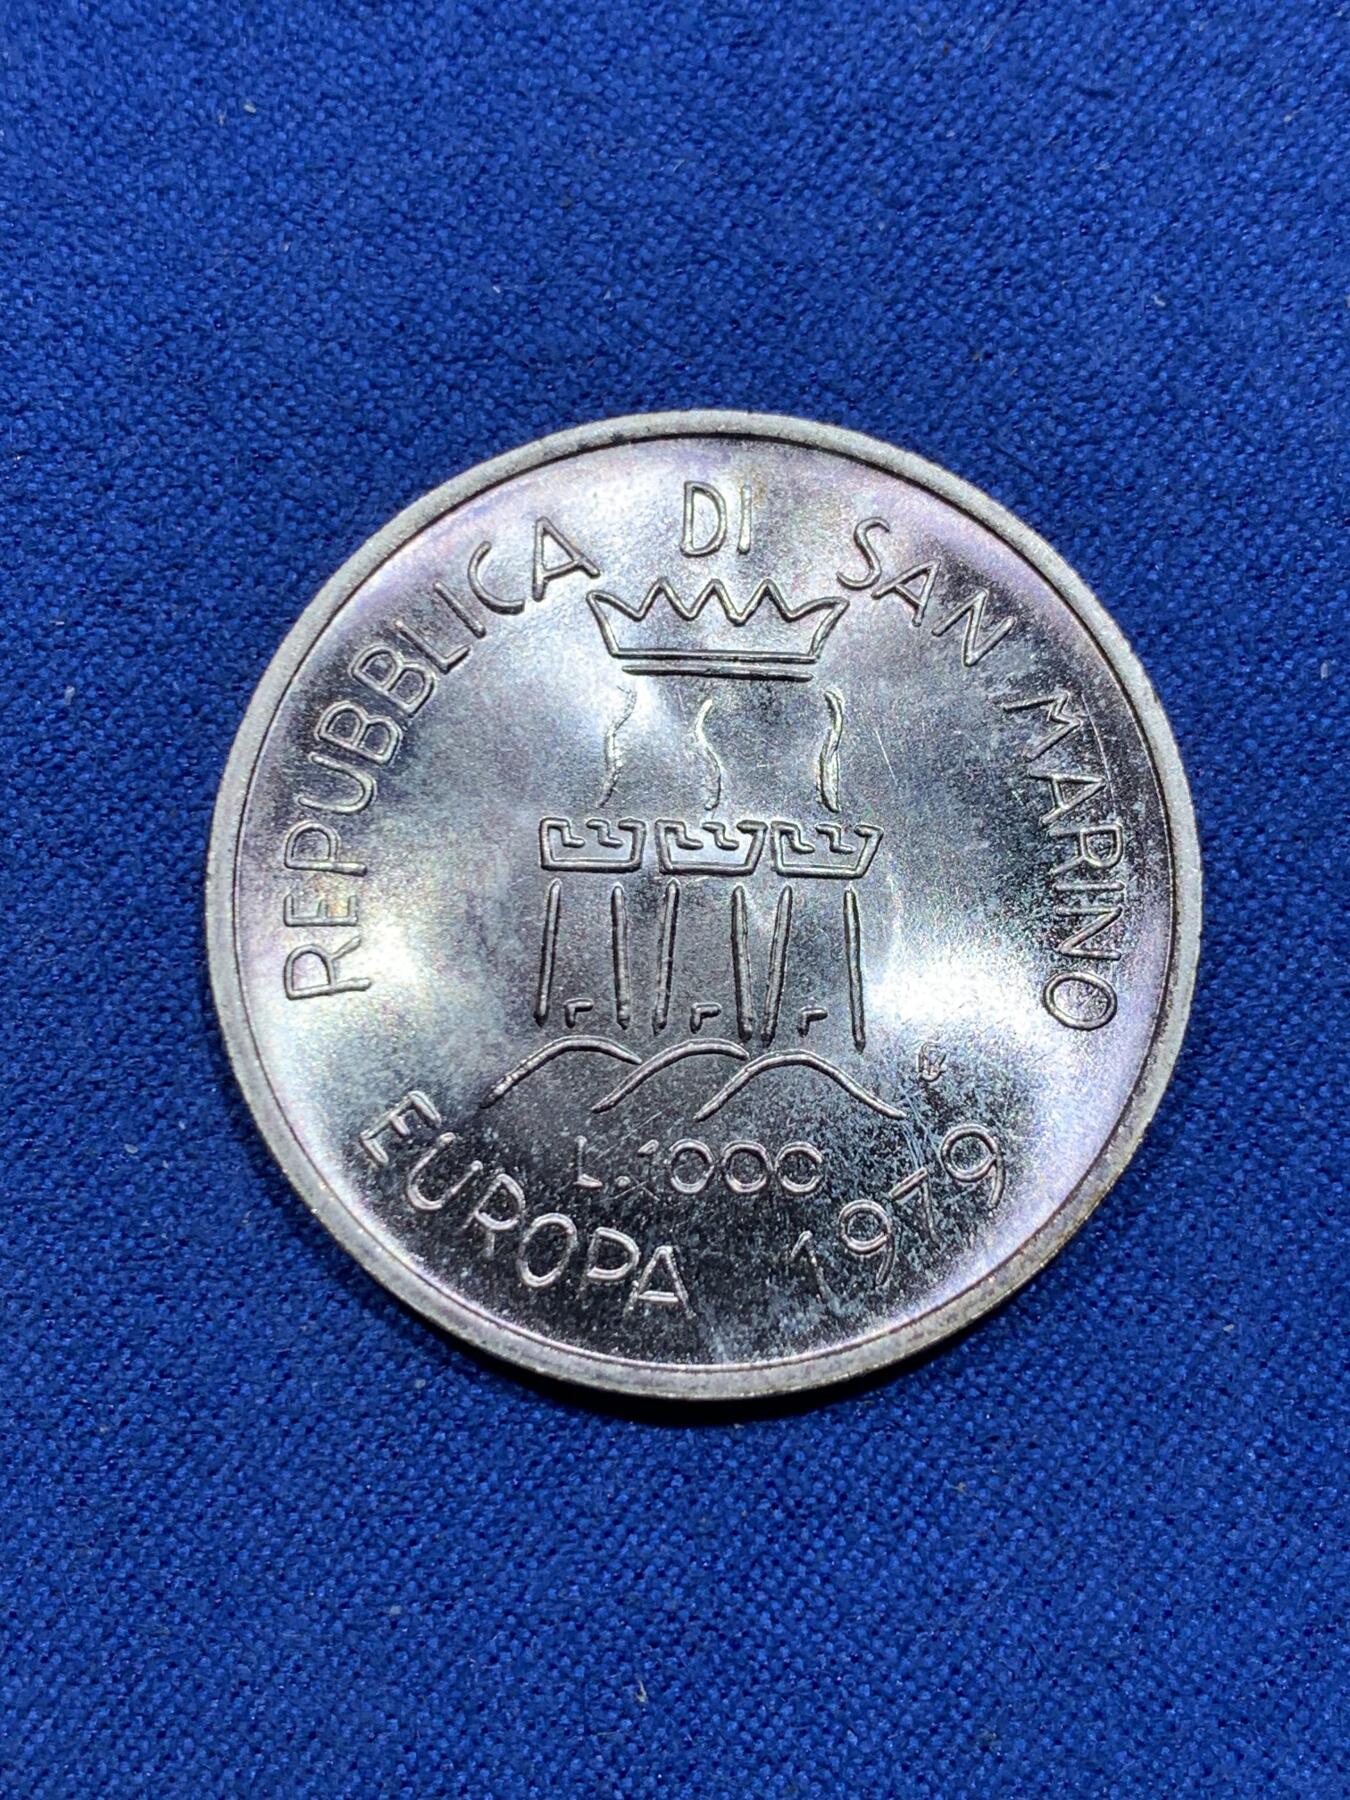 REPUBBLICA DI SAN MARINO
L.1000
EUROPA 1979